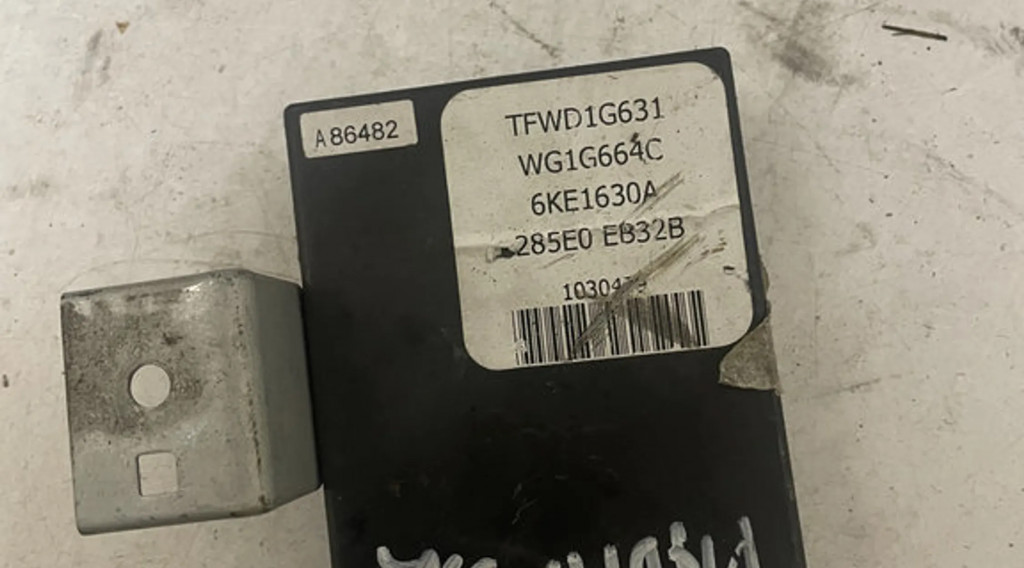 A86482
TFWD1G631
WG1G664C
6KE1630A
285E0 EB32B